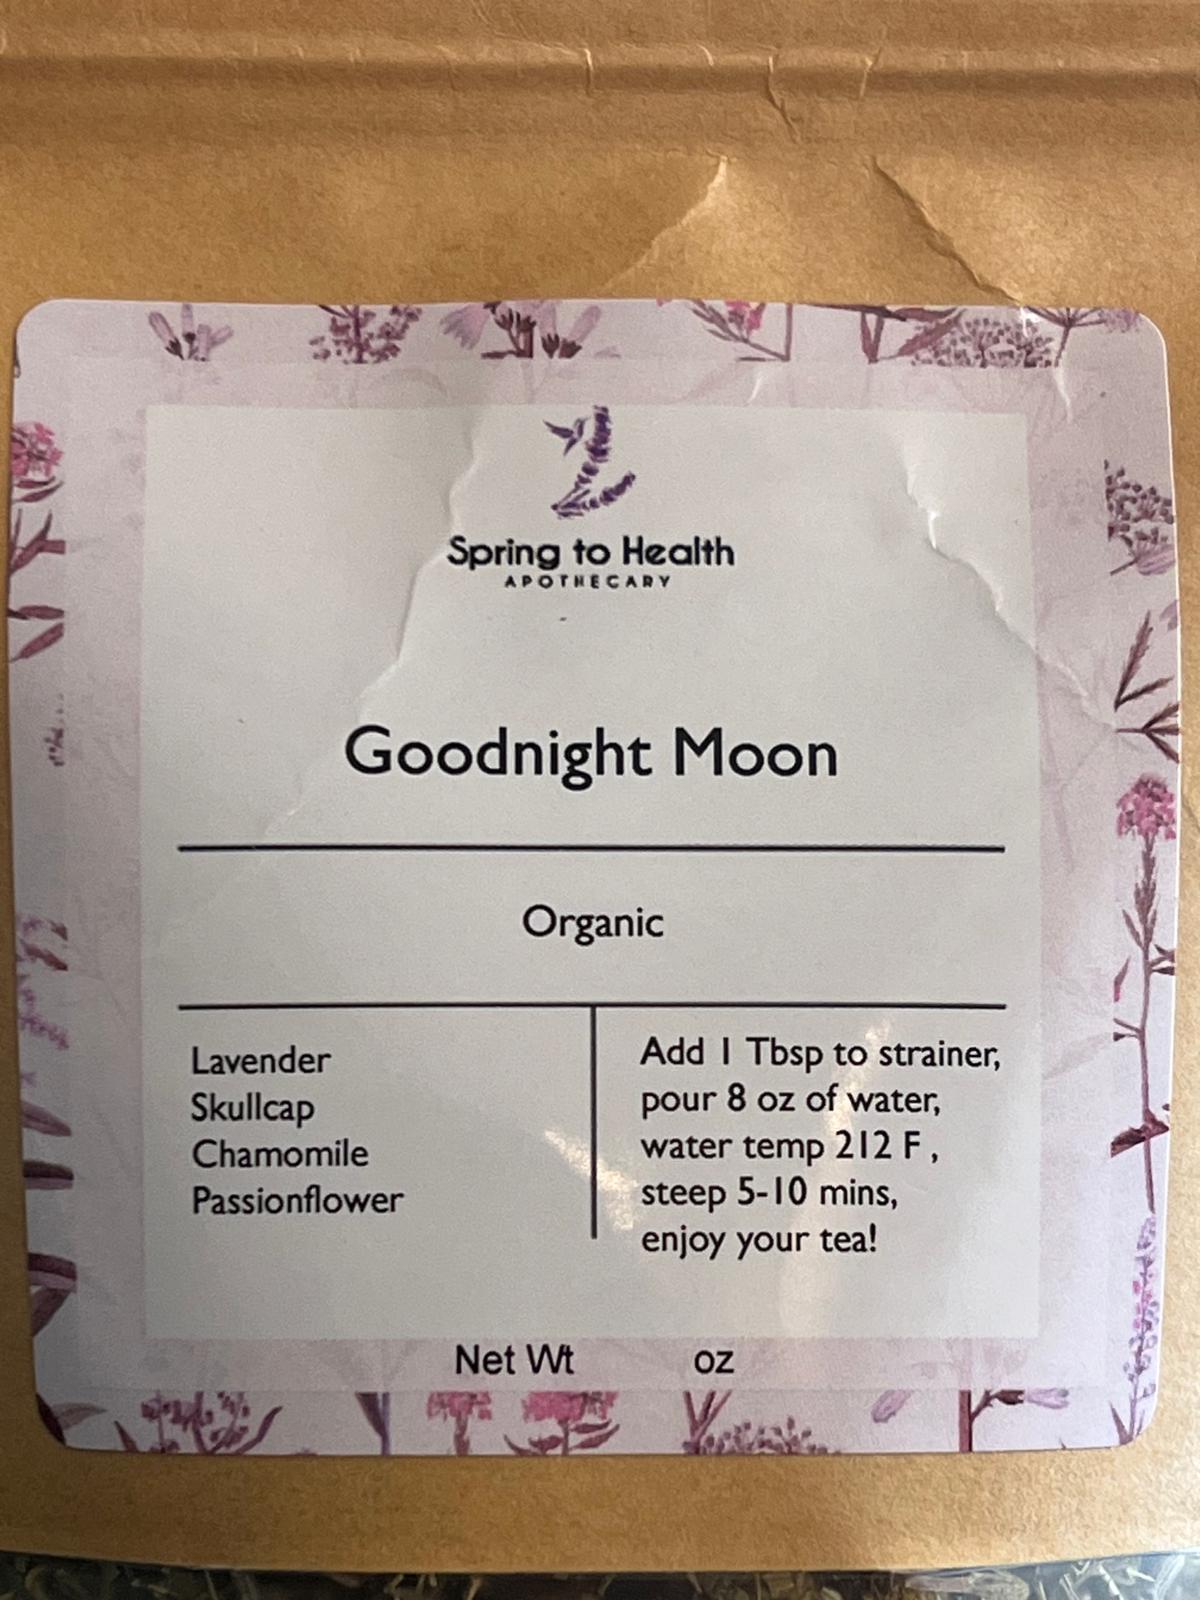 Spring to Health
APOTHECARY
Goodnight Moon
Organic
Lavender
Skullcap
Chamomile
Passionflower
Add 1 Tbsp to strainer,
pour 8 oz of water,
water temp 212 F ,
steep 5-10 mins,
enjoy your tea!
Net Wt oz